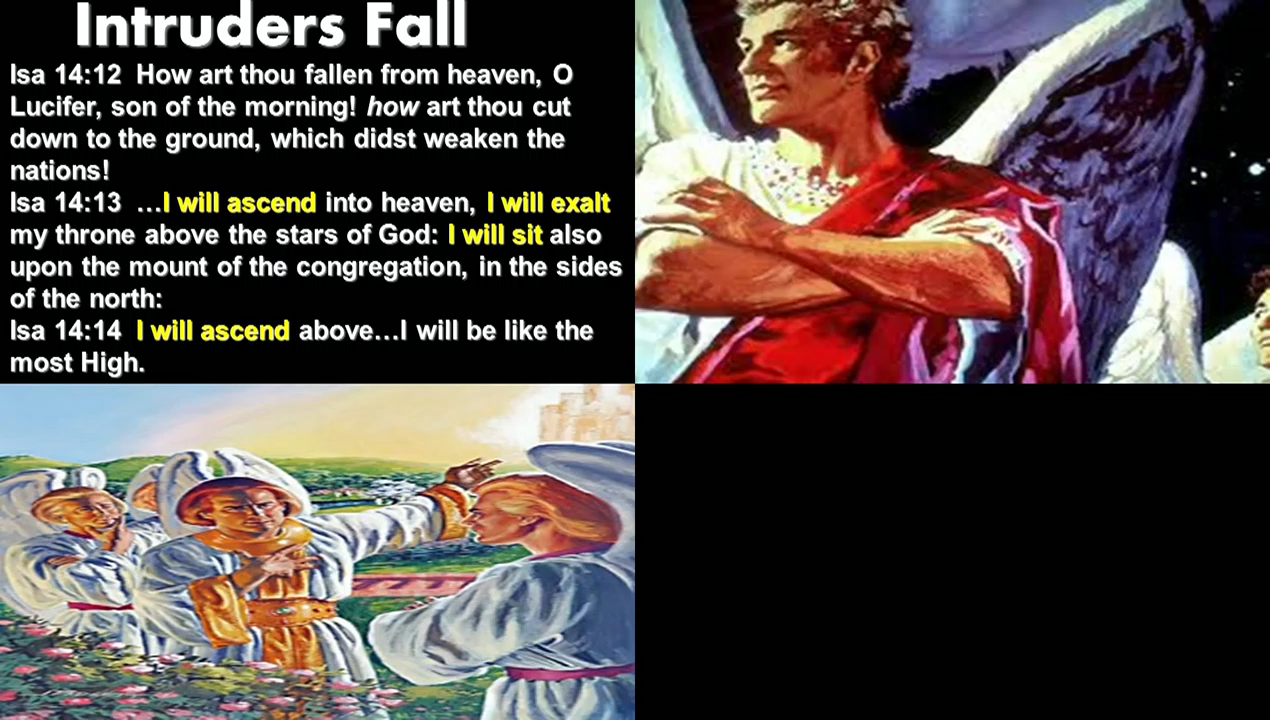 Intruders Fall
Isa 14:12  How art thou fallen from heaven, O
Lucifer, son of the morning! how art thou cut
down to the ground, which didst weaken the
nations!
Isa 14:13  …I will ascend into heaven, I will exalt
my throne above the stars of God: I will sit also
upon the mount of the congregation, in the sides
of the north:
Isa 14:14  I will ascend above…I will be like the
most High.